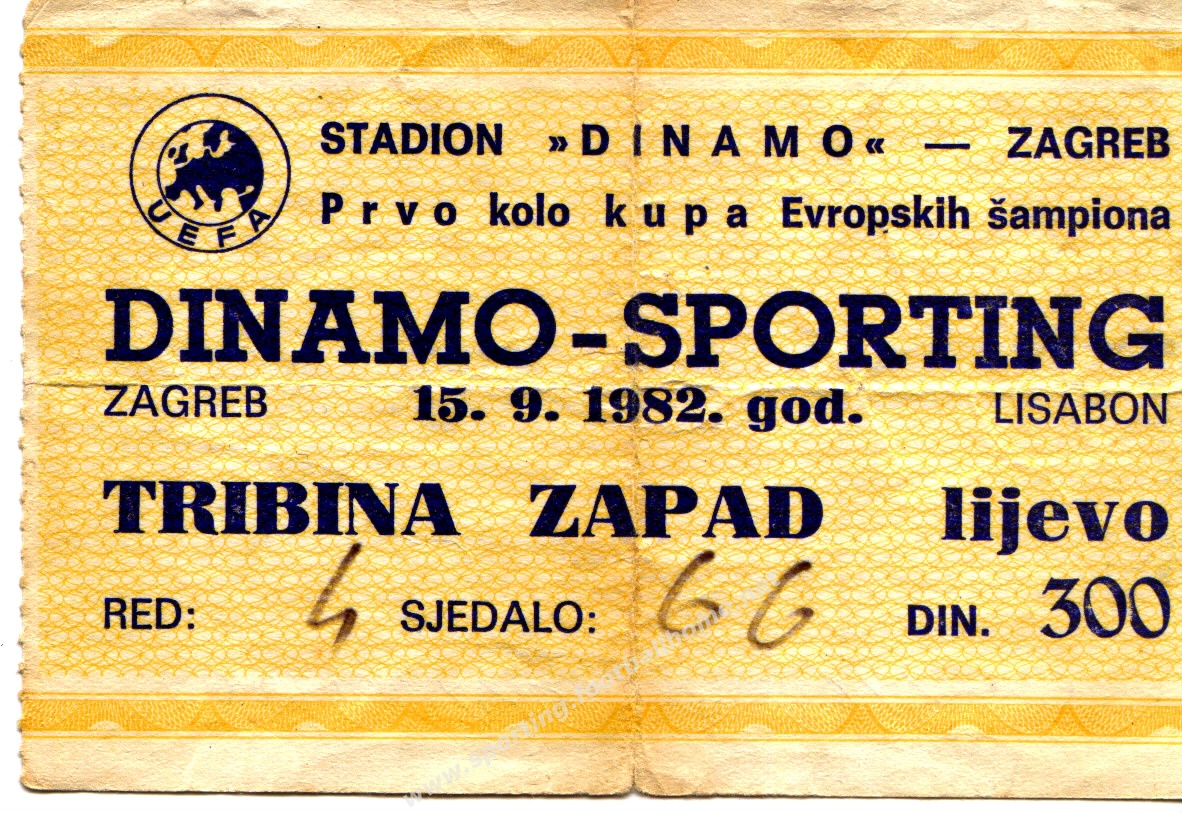 STADION »DINAMO« — ZAGREB
Prvo kolo kupa Evropskih šampiona
UEFA
DINAMO-SPORTING
ZAGREB 15. 9. 1982. god. LISABON
TRIBINA ZAPAD lijevo
RED: 4 SJEDALO: 66 DIN. 300